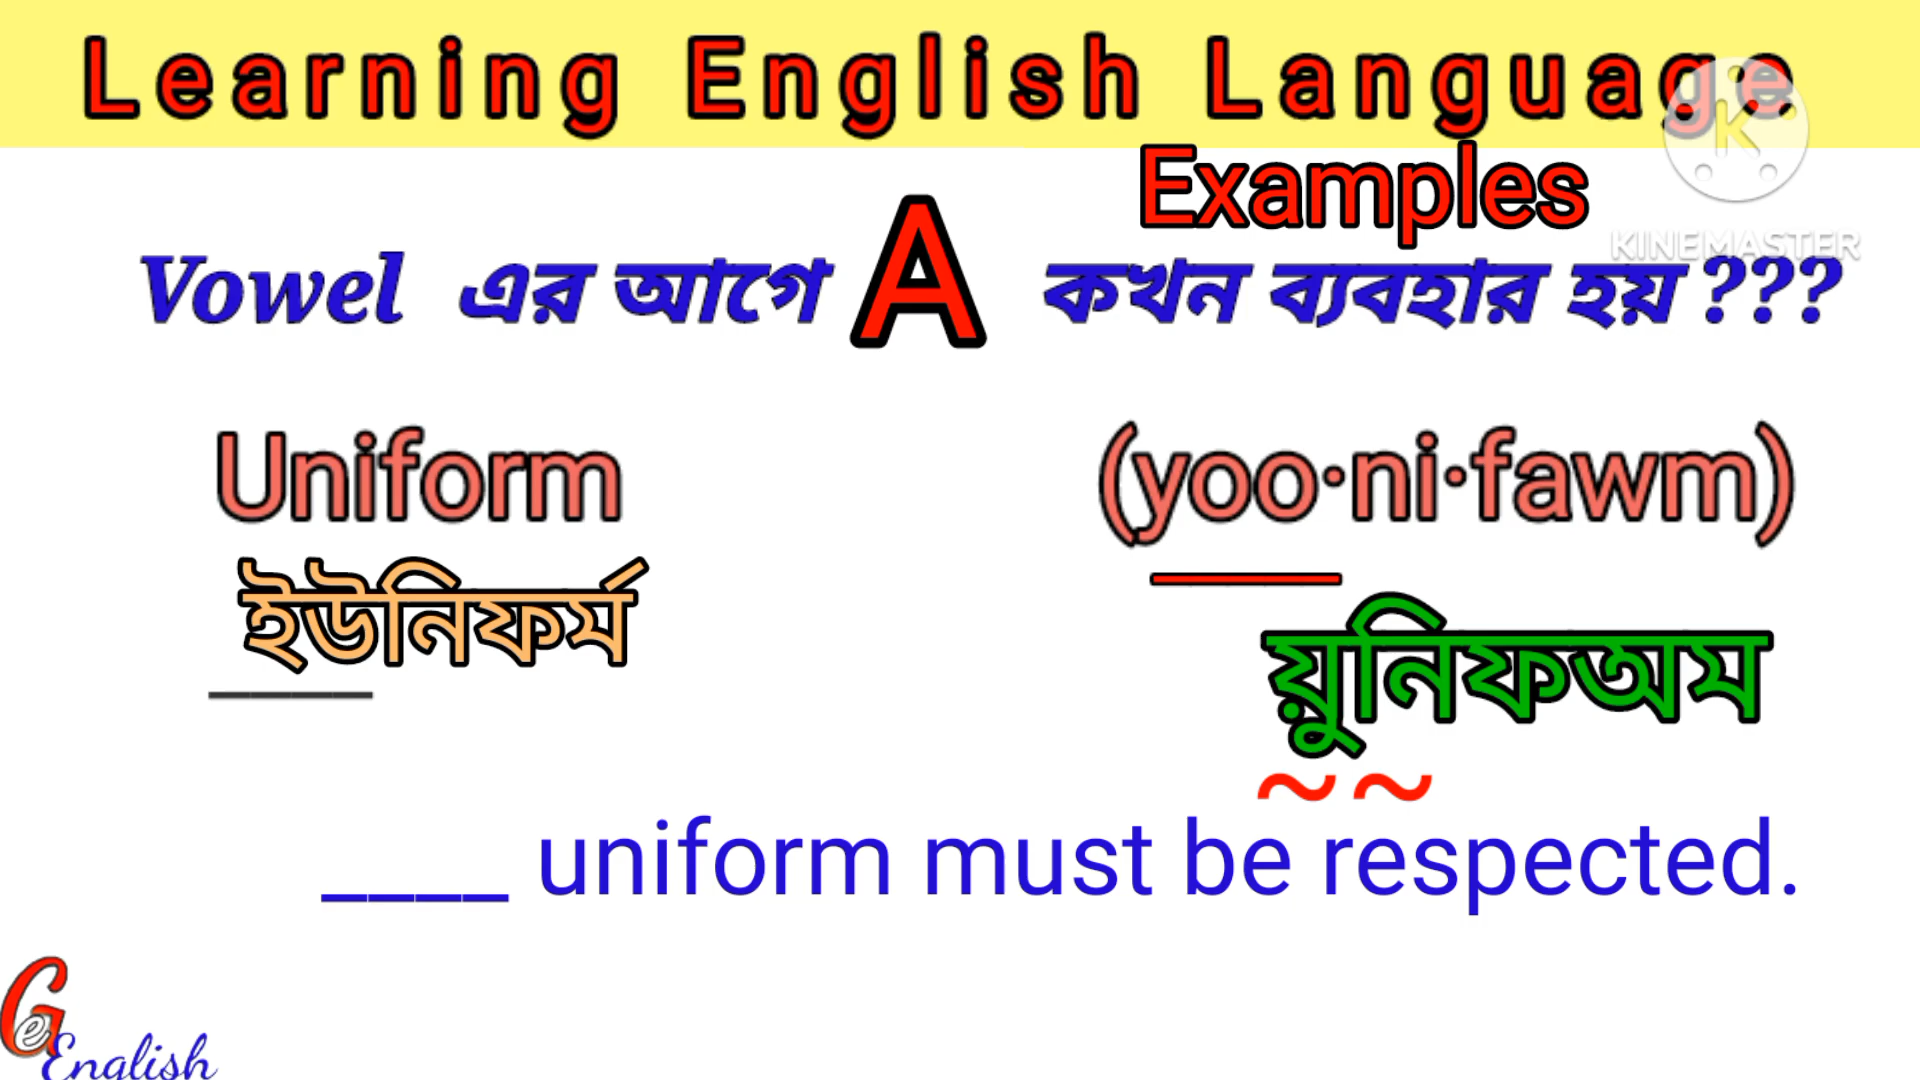 Learning English Language
Examples
KINEMASTER
Vowel এর আগে A কখন ব্যবহার হয় ???
Uniform (yoo·ni·fawm)
ইউনিফর্ম
য়ুনিফঅম
____ uniform must be respected.
Ge English